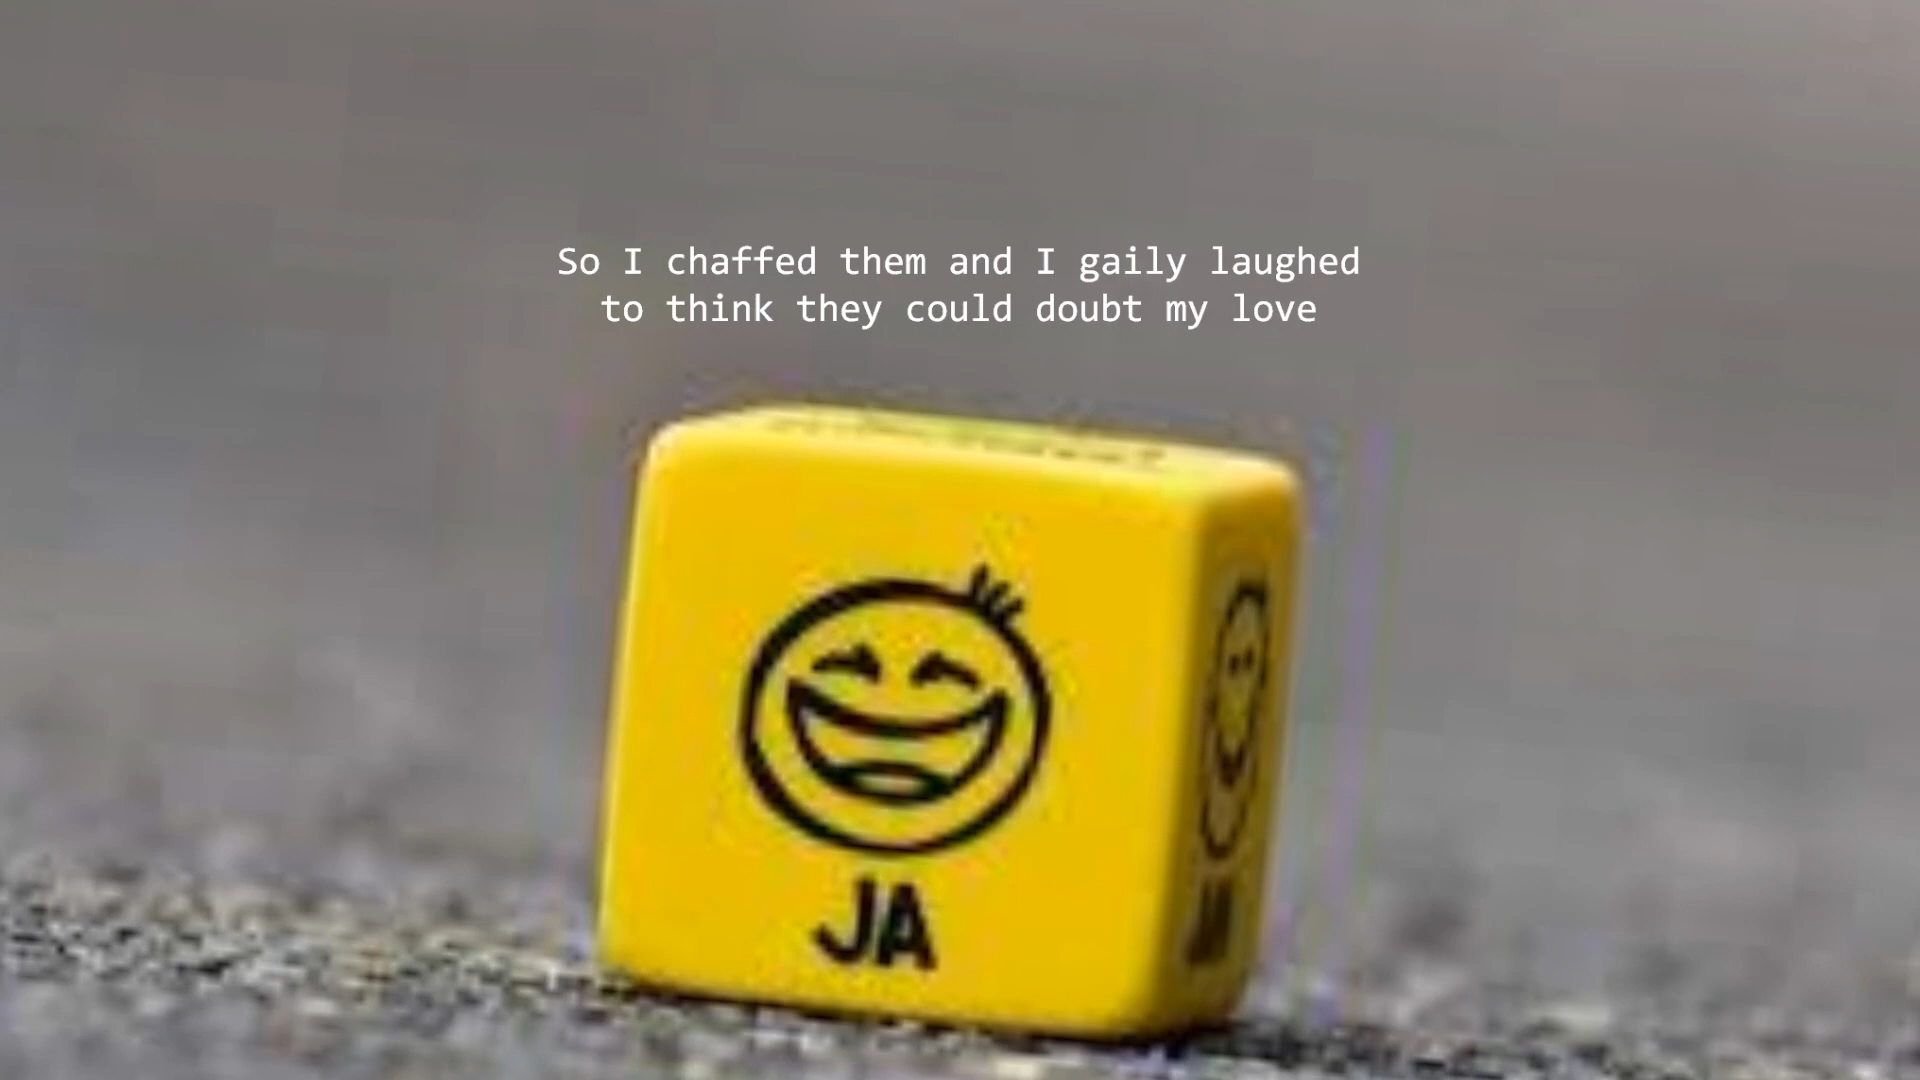 So I chaffed them and I gaily laughed
to think they could doubt my love
JA